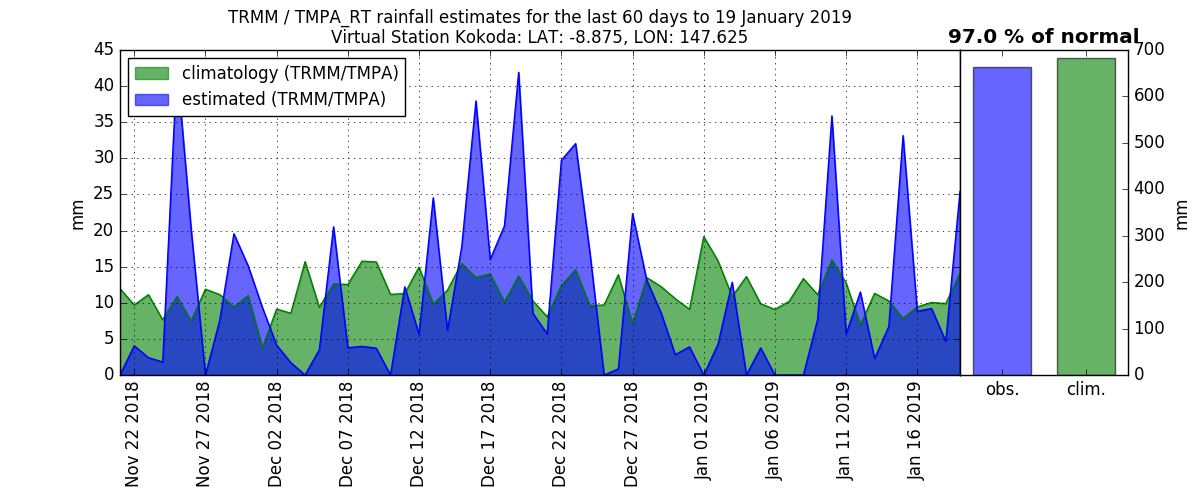 TRMM / TMPA_RT rainfall estimates for the last 60 days to 19 January 2019
Virtual Station Kokoda: LAT: -8.875, LON: 147.625
97.0 % of normal
climatology (TRMM/TMPA)
estimated (TRMM/TMPA)
mm
45
40
35
30
25
20
15
10
5
0
Nov 22 2018
Nov 27 2018
Dec 02 2018
Dec 07 2018
Dec 12 2018
Dec 17 2018
Dec 22 2018
Dec 27 2018
Jan 01 2019
Jan 06 2019
Jan 11 2019
Jan 16 2019
obs.
clim.
700
600
500
400
300
200
100
0
mm